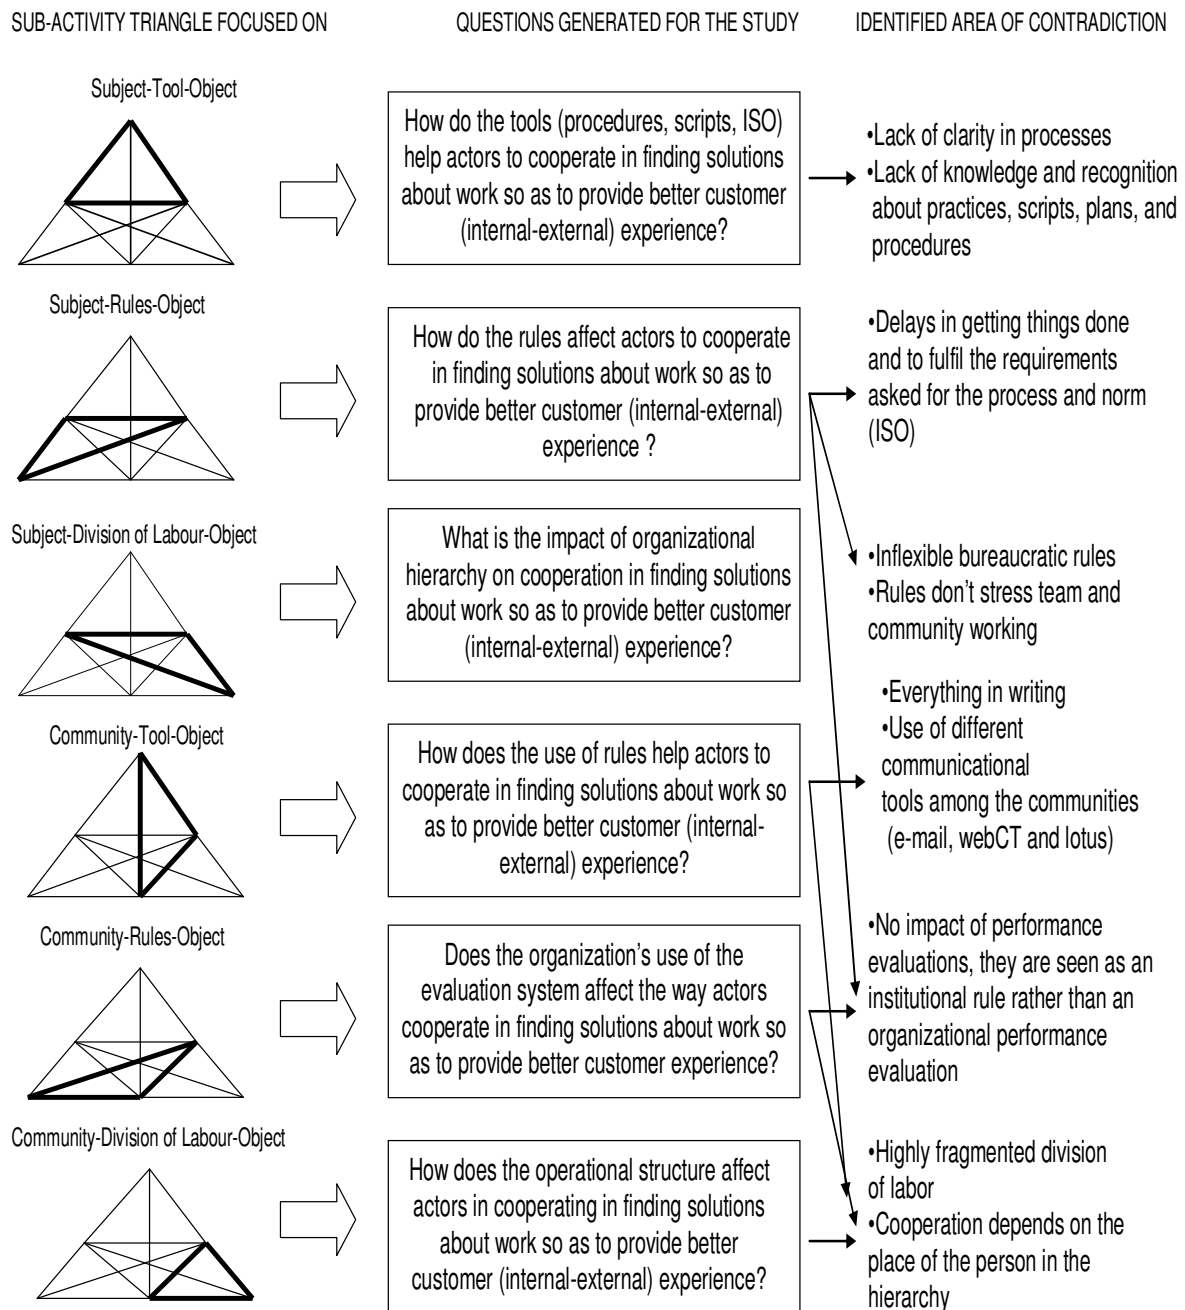 SUB-ACTIVITY TRIANGLE FOCUSED ON
QUESTIONS GENERATED FOR THE STUDY
IDENTIFIED AREA OF CONTRADICTION
Subject-Tool-Object
How do the tools (procedures, scripts, ISO)
help actors to cooperate in finding solutions
about work so as to provide better customer
(internal-external) experience?
•Lack of clarity in processes
•Lack of knowledge and recognition
about practices, scripts, plans, and
procedures
Subject-Rules-Object
How do the rules affect actors to cooperate
in finding solutions about work so as to
provide better customer (internal-external)
experience ?
•Delays in getting things done
and to fulfil the requirements
asked for the process and norm
(ISO)
Subject-Division of Labour-Object
What is the impact of organizational
hierarchy on cooperation in finding solutions
about work so as to provide better customer
(internal-external) experience?
•Inflexible bureaucratic rules
•Rules don't stress team and
community working
Community-Tool-Object
How does the use of rules help actors to
cooperate in finding solutions about work so
as to provide better customer (internal-
external) experience?
•Everything in writing
•Use of different
communicational
tools among the communities
(e-mail, webCT and lotus)
Community-Rules-Object
Does the organization's use of the
evaluation system affect the way actors
cooperate in finding solutions about work so
as to provide better customer experience?
•No impact of performance
evaluations, they are seen as an
institutional rule rather than an
organizational performance
evaluation
Community-Division of Labour-Object
How does the operational structure affect
actors in cooperating in finding solutions
about work so as to provide better
customer (internal-external) experience?
•Highly fragmented division
of labor
•Cooperation depends on the
place of the person in the
hierarchy